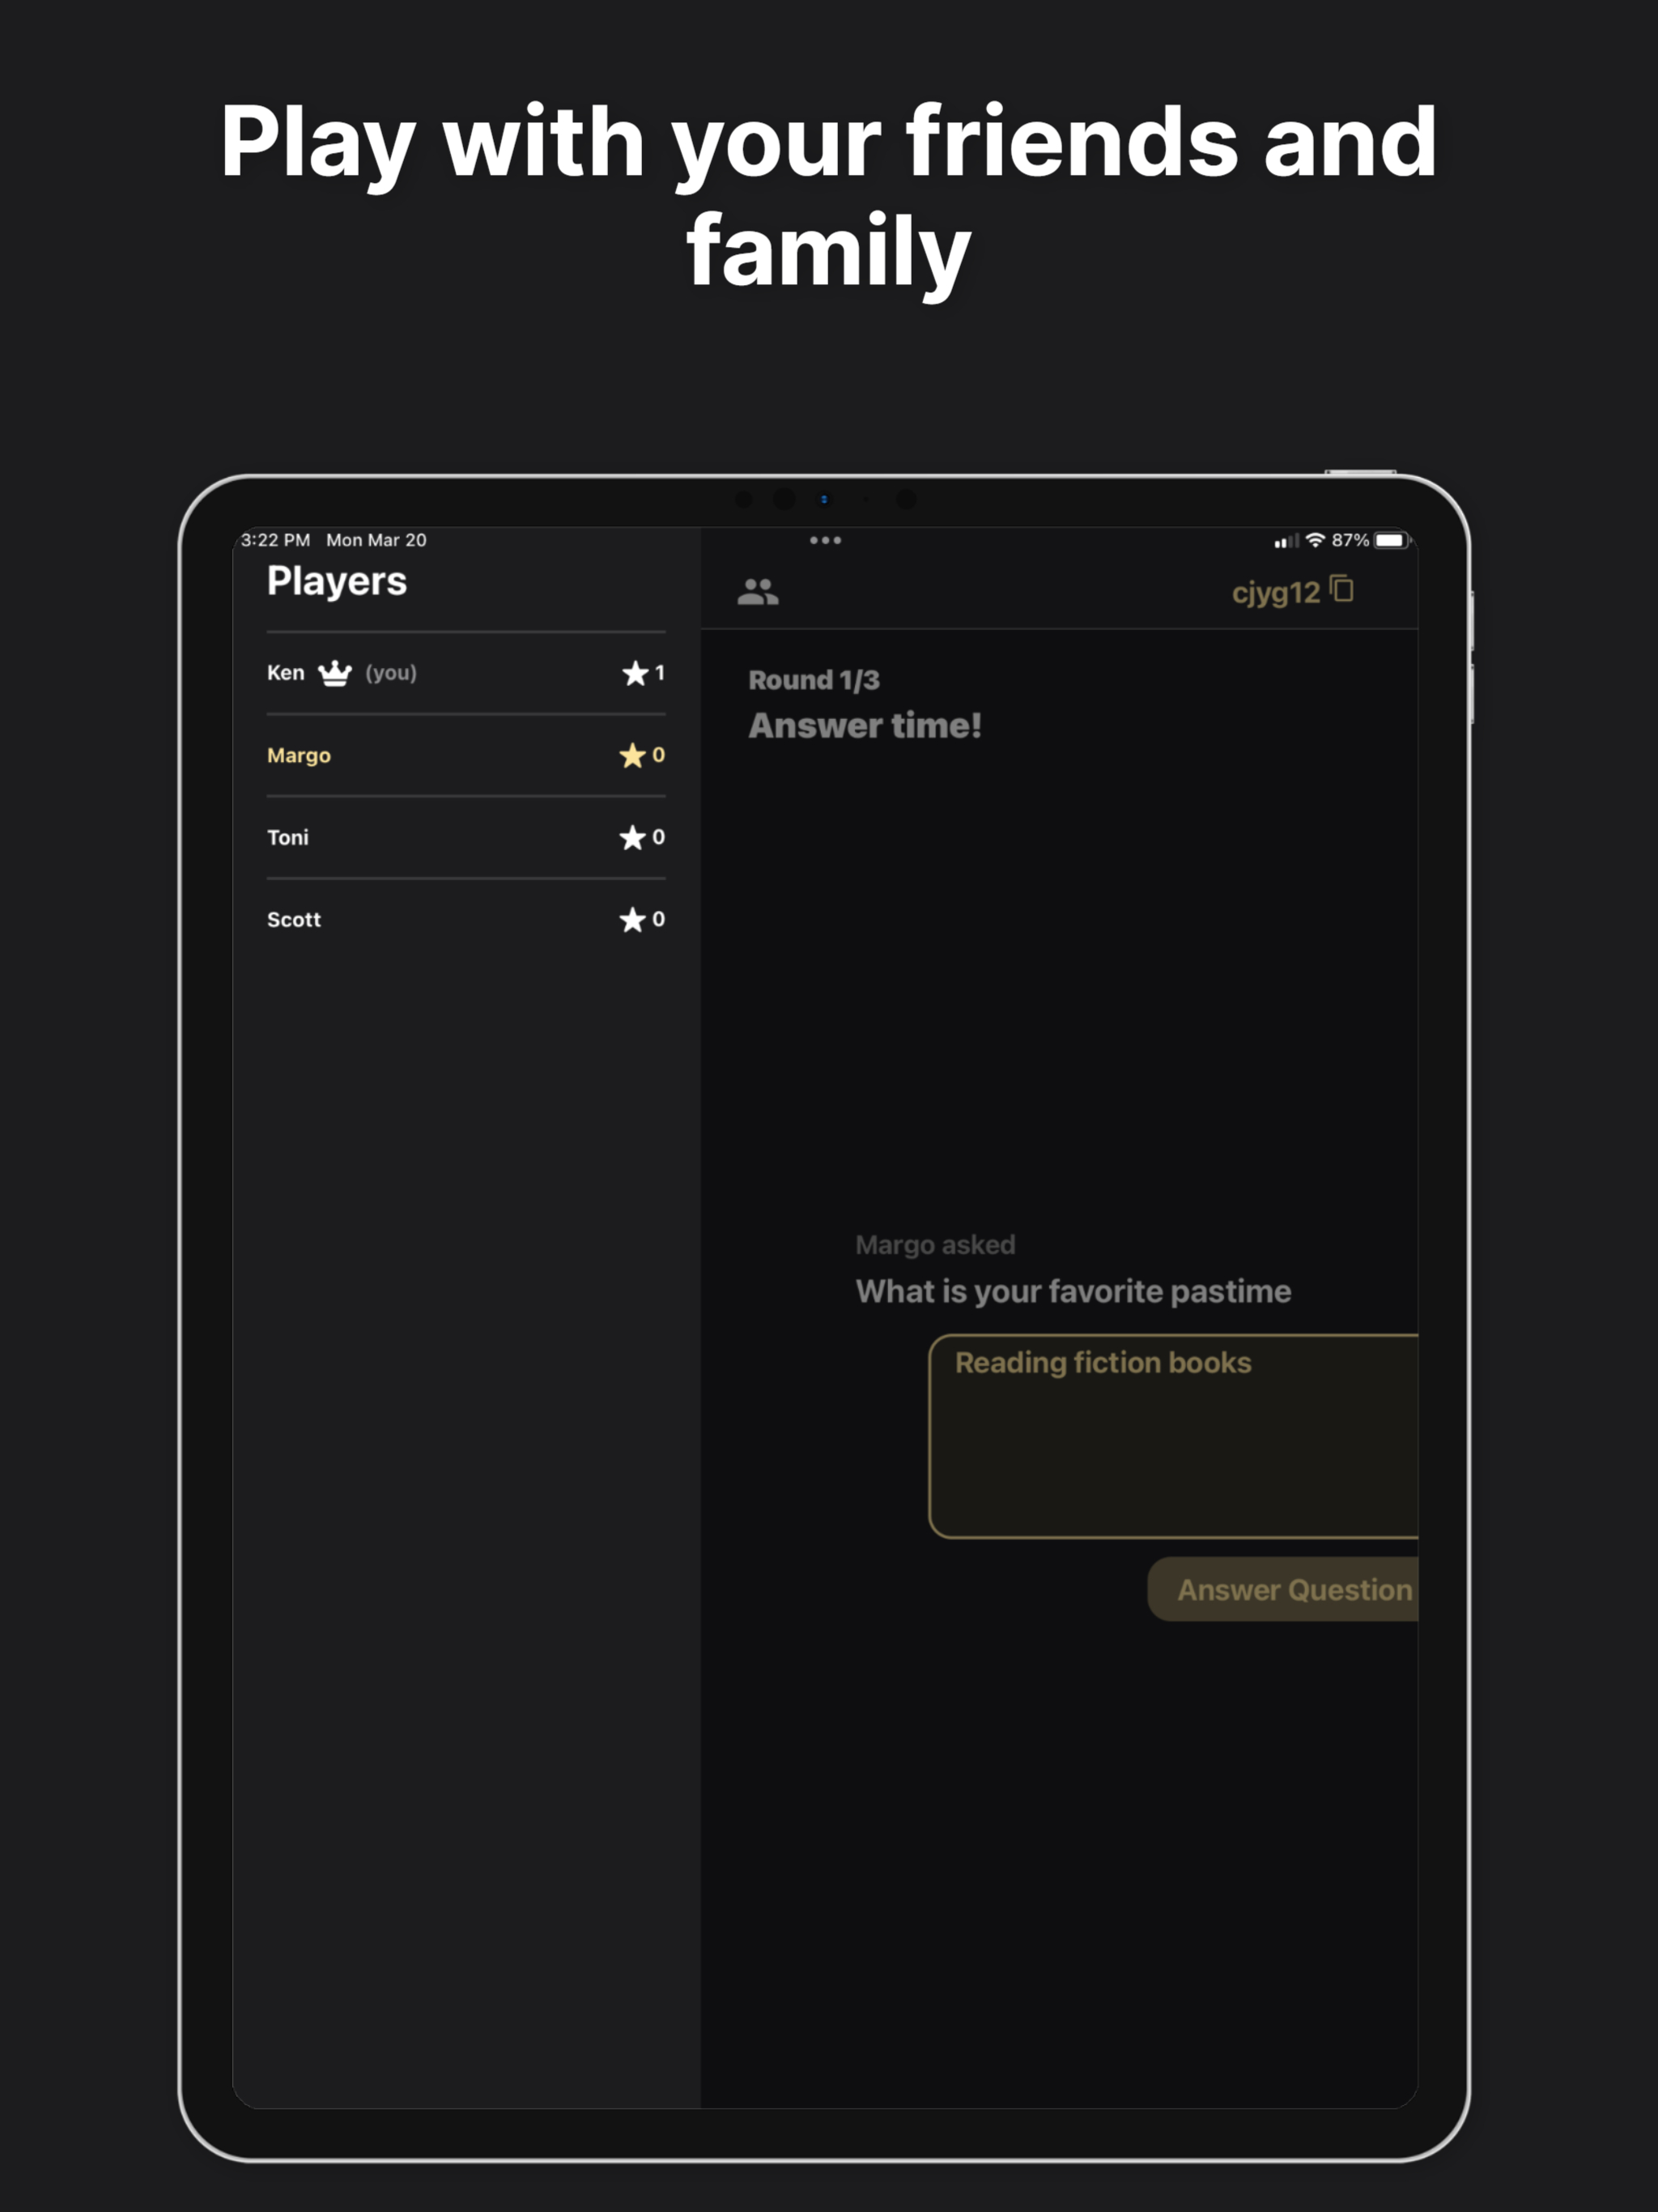 Play with your friends and
family
3:22 PM Mon Mar 20
87%
Players
cjyg12
Ken (you) 1
Margo 0
Toni 0
Scott 0
Round 1/3
Answer time!
Margo asked
What is your favorite pastime
Reading fiction books
Answer Question